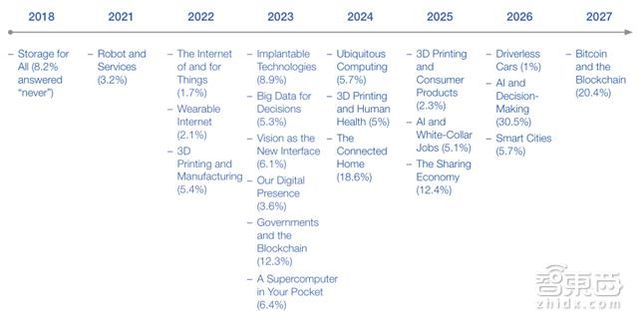 2018
2021
2022
2023
2024
2025
2026
2027
– Storage for
All (8.2%
answered
“never”)
– Robot and
Services
(3.2%)
– The Internet
of and for
Things
(1.7%)
– Wearable
Internet
(2.1%)
– 3D
Printing and
Manufacturing
(5.4%)
– Implantable
Technologies
(8.9%)
– Big Data for
Decisions
(5.3%)
– Vision as the
New Interface
(6.1%)
– Our Digital
Presence
(3.6%)
– Governments
and the
Blockchain
(12.3%)
– A Supercomputer
in Your Pocket
(6.4%)
– Ubiquitous
Computing
(5.7%)
– 3D Printing
and Human
Health (5%)
– The
Connected
Home
(18.6%)
– 3D Printing
and
Consumer
Products
(2.3%)
– AI and
White-Collar
Jobs (5.1%)
– The Sharing
Economy
(12.4%)
– Driverless
Cars (1%)
– AI and
Decision-
Making
(30.5%)
– Smart Cities
(5.7%)
– Bitcoin
and the
Blockchain
(20.4%)
智東西
zhidx.com